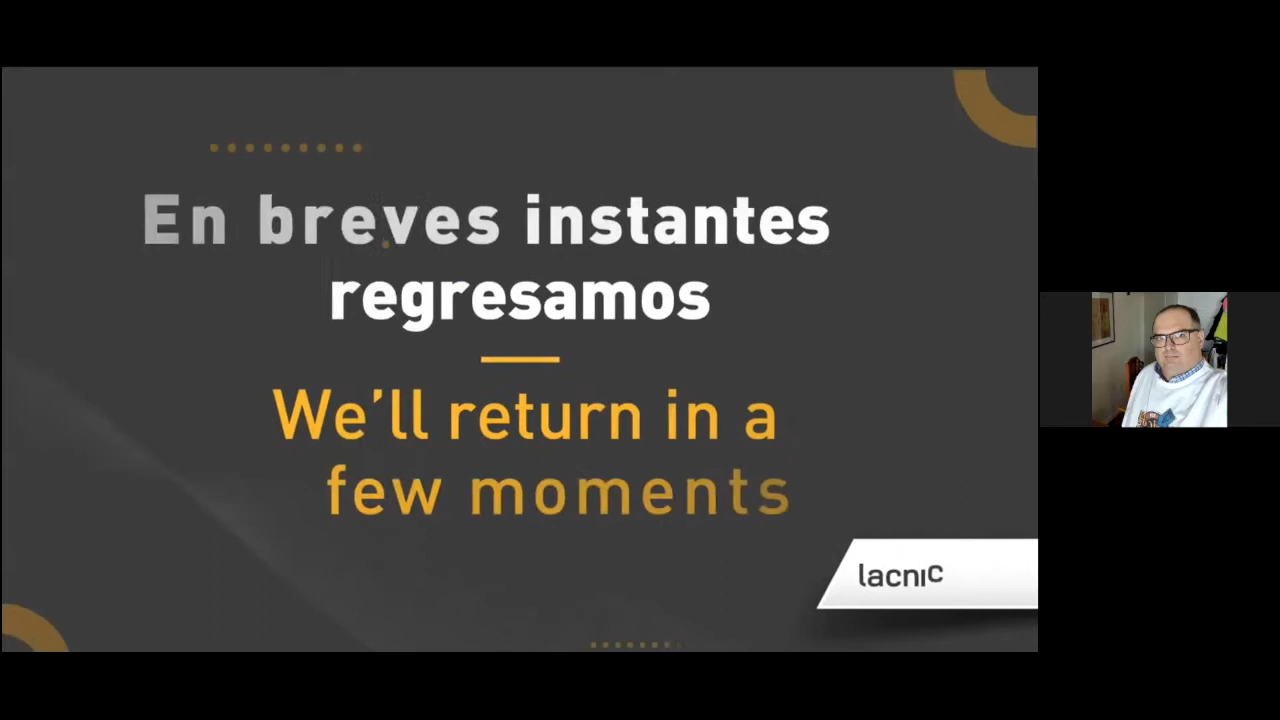 En breves instantes
regresamos
We'll return in a
few moments
lacnic